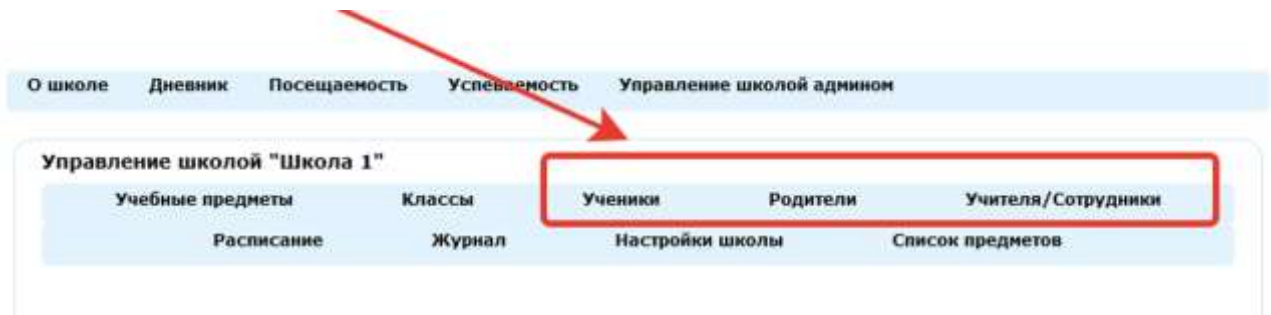 О школе Дневник Посещаемость Успеваемость Управление школой админом
Управление школой "Школа 1"
Учебные предметы Классы Ученики Родители Учителя/Сотрудники
Расписание Журнал Настройки школы Список предметов